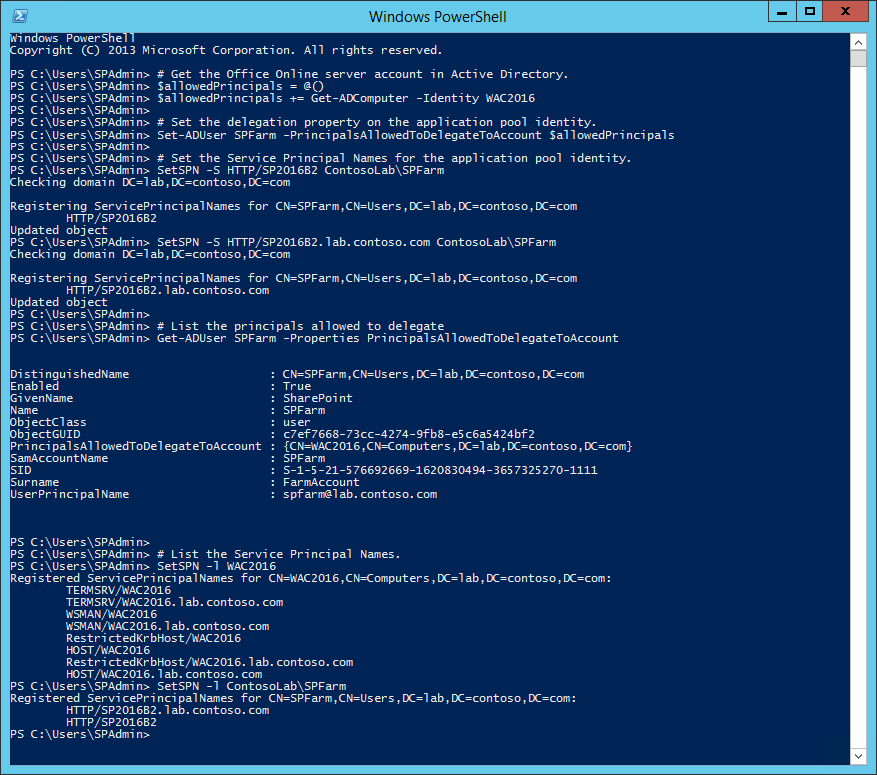 Windows PowerShell
Windows PowerShell
Copyright (C) 2013 Microsoft Corporation. All rights reserved.
PS C:\Users\SPAdmin> # Get the Office Online server account in Active Directory.
PS C:\Users\SPAdmin> $allowedPrincipals = @()
PS C:\Users\SPAdmin> $allowedPrincipals += Get-ADComputer -Identity WAC2016
PS C:\Users\SPAdmin>
PS C:\Users\SPAdmin> # Set the delegation property on the application pool identity.
PS C:\Users\SPAdmin> Set-ADUser SPFarm -PrincipalsAllowedToDelegateToAccount $allowedPrincipals
PS C:\Users\SPAdmin>
PS C:\Users\SPAdmin> # Set the Service Principal Names for the application pool identity.
PS C:\Users\SPAdmin> SetSPN -S HTTP/SP2016B2 ContosoLab\SPFarm
Checking domain DC=lab,DC=contoso,DC=com
Registering ServicePrincipalNames for CN=SPFarm,CN=Users,DC=lab,DC=contoso,DC=com
HTTP/SP2016B2
Updated object
PS C:\Users\SPAdmin> SetSPN -S HTTP/SP2016B2.lab.contoso.com ContosoLab\SPFarm
Checking domain DC=lab,DC=contoso,DC=com
Registering ServicePrincipalNames for CN=SPFarm,CN=Users,DC=lab,DC=contoso,DC=com
HTTP/SP2016B2.lab.contoso.com
Updated object
PS C:\Users\SPAdmin>
PS C:\Users\SPAdmin> # List the principals allowed to delegate
PS C:\Users\SPAdmin> Get-ADUser SPFarm -Properties PrincipalsAllowedToDelegateToAccount
DistinguishedName : CN=SPFarm,CN=Users,DC=lab,DC=contoso,DC=com
Enabled : True
GivenName : SharePoint
Name : SPFarm
ObjectClass : user
ObjectGUID : c7ef7668-73cc-4274-9fb8-e5c6a5424bf2
PrincipalsAllowedToDelegateToAccount : {CN=WAC2016,CN=Computers,DC=lab,DC=contoso,DC=com}
SamAccountName : SPFarm
SID : S-1-5-21-576692669-1620830494-3657325270-1111
Surname : FarmAccount
UserPrincipalName : spfarm@lab.contoso.com
PS C:\Users\SPAdmin>
PS C:\Users\SPAdmin> # List the Service Principal Names.
PS C:\Users\SPAdmin> SetSPN -l WAC2016
Registered ServicePrincipalNames for CN=WAC2016,CN=Computers,DC=lab,DC=contoso,DC=com:
TERMSRV/WAC2016
TERMSRV/WAC2016.lab.contoso.com
WSMAN/WAC2016
WSMAN/WAC2016.lab.contoso.com
RestrictedKrbHost/WAC2016
HOST/WAC2016
RestrictedKrbHost/WAC2016.lab.contoso.com
HOST/WAC2016.lab.contoso.com
PS C:\Users\SPAdmin> SetSPN -l ContosoLab\SPFarm
Registered ServicePrincipalNames for CN=SPFarm,CN=Users,DC=lab,DC=contoso,DC=com:
HTTP/SP2016B2.lab.contoso.com
HTTP/SP2016B2
PS C:\Users\SPAdmin>